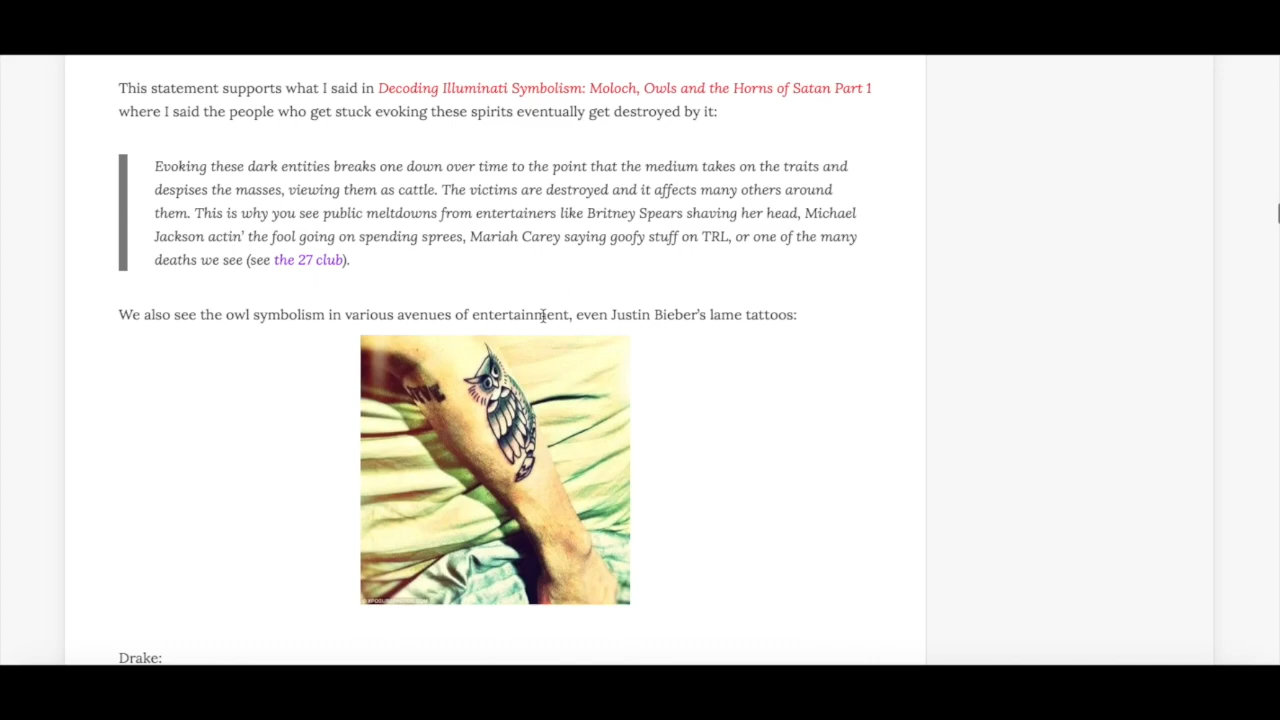 This statement supports what I said in Decoding Illuminati Symbolism: Moloch, Owls and the Horns of Satan Part 1
where I said the people who get stuck evoking these spirits eventually get destroyed by it:
Evoking these dark entities breaks one down over time to the point that the medium takes on the traits and
despises the masses, viewing them as cattle. The victims are destroyed and it affects many others around
them. This is why you see public meltdowns from entertainers like Britney Spears shaving her head, Michael
Jackson actin' the fool going on spending sprees, Mariah Carey saying goofy stuff on TRL, or one of the many
deaths we see (see the 27 club).
We also see the owl symbolism in various avenues of entertainment, even Justin Bieber's lame tattoos:
Drake: